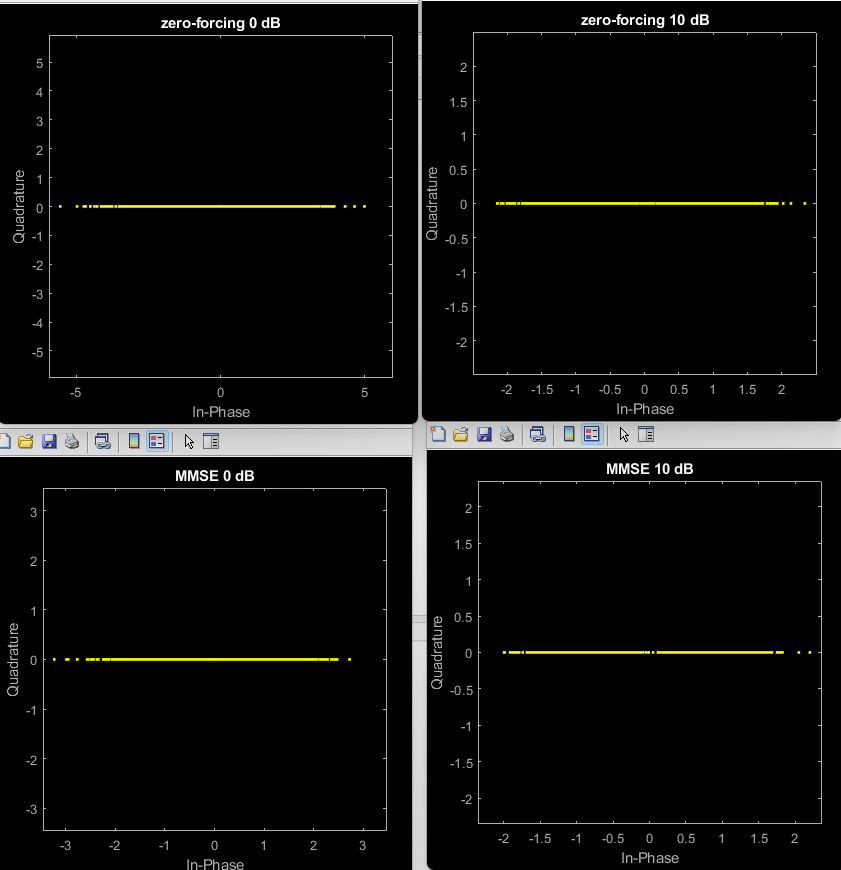 zero-forcing 0 dB
5
4
3
2
1
0
-1
-2
-3
-4
-5
Quadrature
-5 0 5
In-Phase
zero-forcing 10 dB
2
1.5
1
0.5
0
-0.5
-1
-1.5
-2
Quadrature
-2 -1.5 -1 -0.5 0 0.5 1 1.5 2
In-Phase
MMSE 0 dB
3
2
1
0
-1
-2
-3
Quadrature
-3 -2 -1 0 1 2 3
In-Phase
MMSE 10 dB
2
1.5
1
0.5
0
-0.5
-1
-1.5
-2
Quadrature
-2 -1.5 -1 -0.5 0 0.5 1 1.5 2
In-Phase